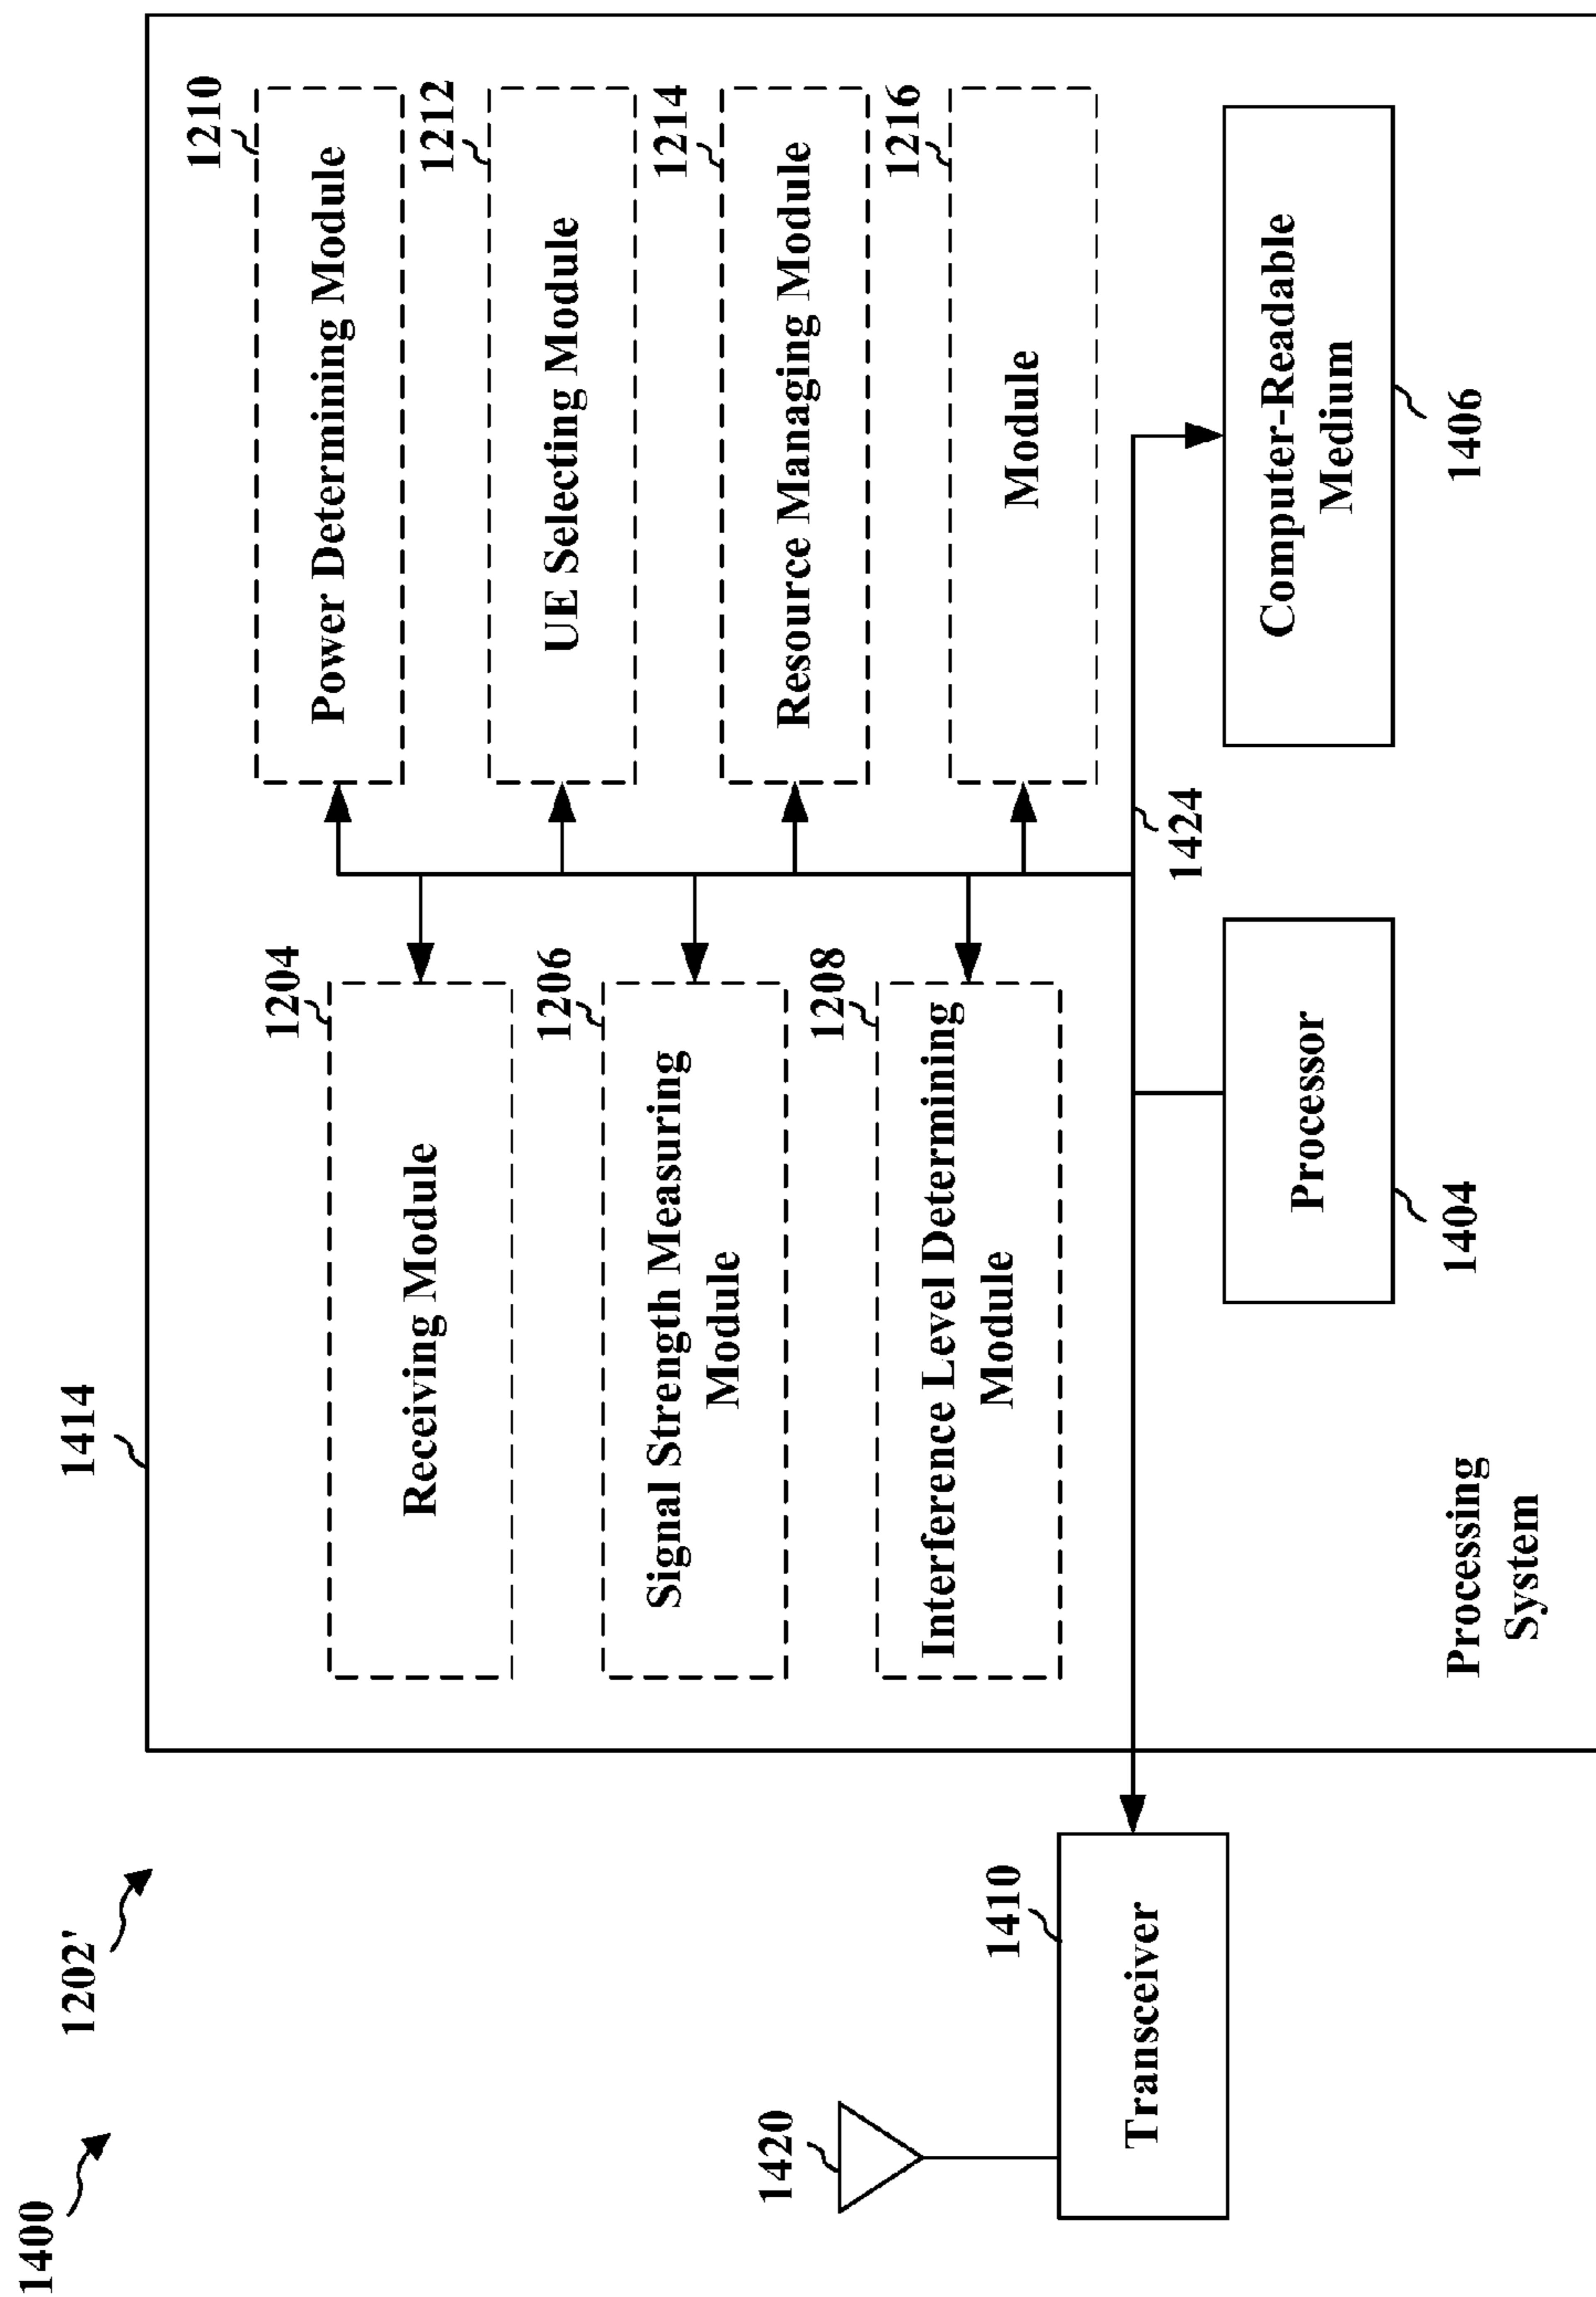 1400
1202'
1414
1204
Receiving Module
1206
Signal Strength Measuring
Module
1208
Interference Level Determining
Module
1210
Power Determining Module
1212
UE Selecting Module
1214
Resource Managing Module
1216
Module
1424
1420
1410
Transceiver
Processor
1404
Computer-Readable
Medium
1406
Processing
System